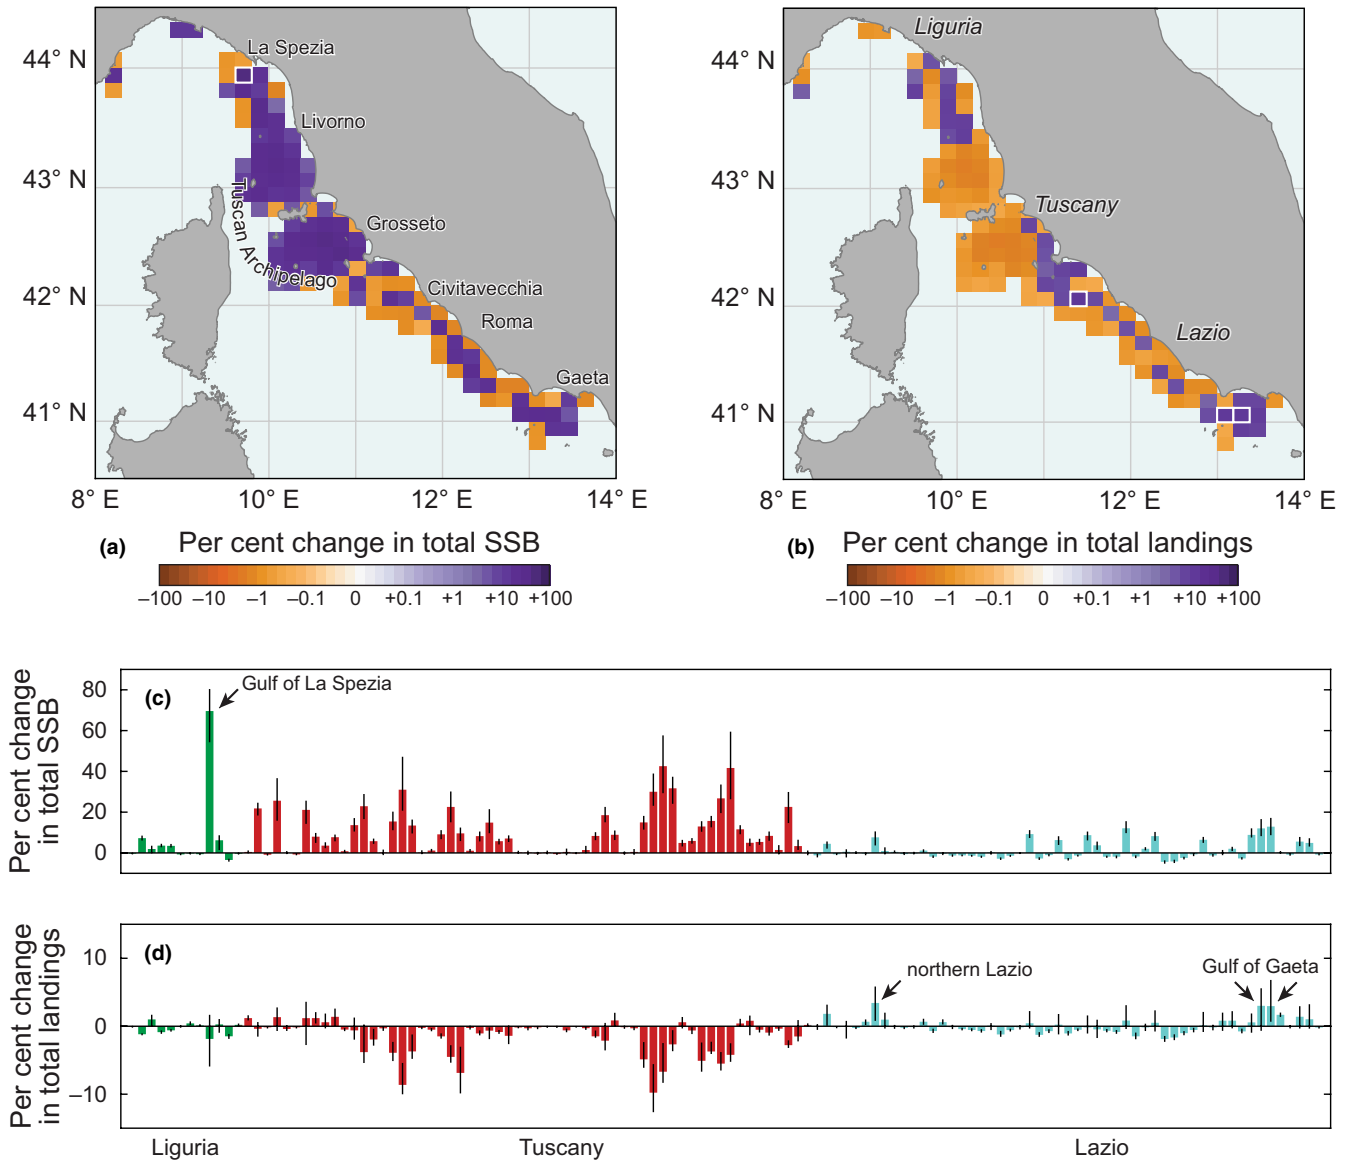 La Spezia
Livorno
Tuscan Archipelago
Grosseto
Civitavecchia
Roma
Gaeta
44° N
43° N
42° N
41° N
8° E
10° E
12° E
14° E
(a) Per cent change in total SSB
–100 –10 –1 –0.1 0 +0.1 +1 +10 +100
Liguria
Tuscany
Lazio
44° N
43° N
42° N
41° N
8° E
10° E
12° E
14° E
(b) Per cent change in total landings
–100 –10 –1 –0.1 0 +0.1 +1 +10 +100
Per cent change
in total SSB
80
60
40
20
0
(c)
Gulf of La Spezia
Per cent change
in total landings
10
0
–10
(d)
northern Lazio
Gulf of Gaeta
Liguria
Tuscany
Lazio